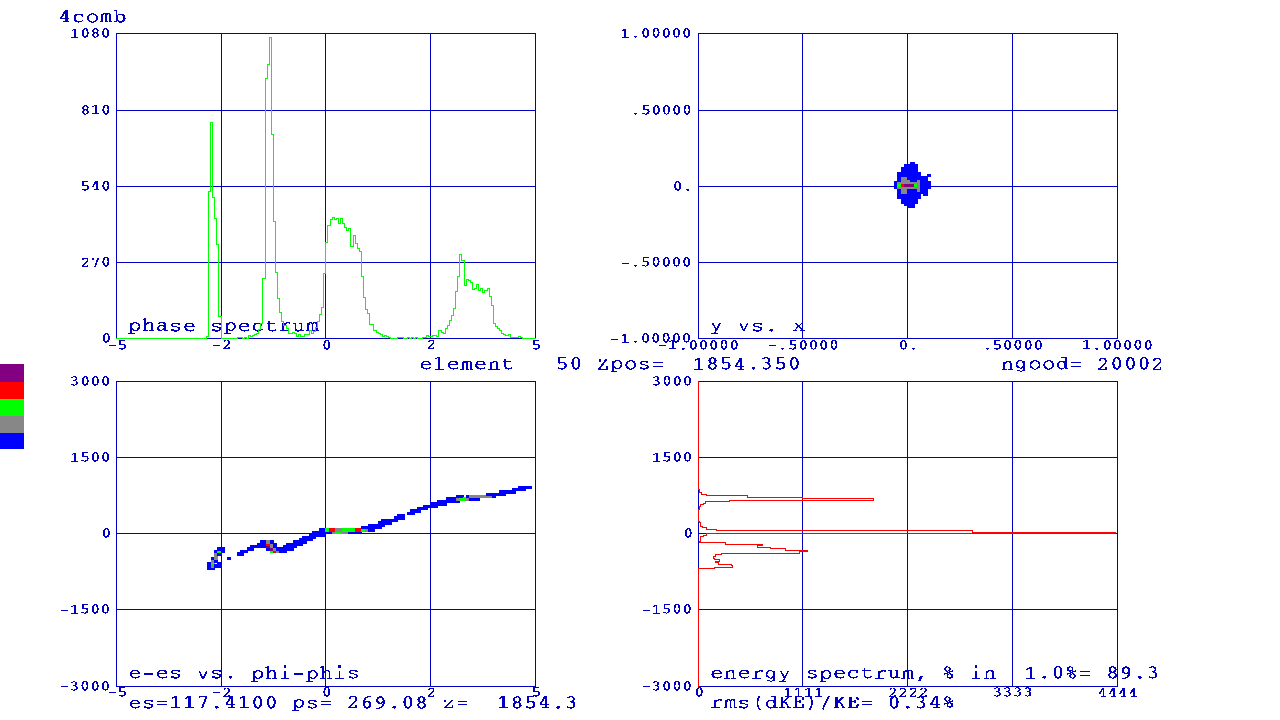 4comb
1080
810
540
270
0
phase spectrum
-5 -2 0 2 5
1.00000
.50000
0.
-.50000
-1.00000
y vs. x
-1.00000 -.50000 0. .50000 1.00000
element 50 Zpos= 1854.350 ngood= 20002
3000
1500
0
-1500
-3000
e-es vs. phi-phis
-5 -2 0 2 5
es=117.4100 ps= 269.08 z= 1854.3
3000
1500
0
-1500
-3000
energy spectrum, % in 1.0%= 89.3
0 1111 2222 3333 4444
rms(dKE)/KE= 0.34%